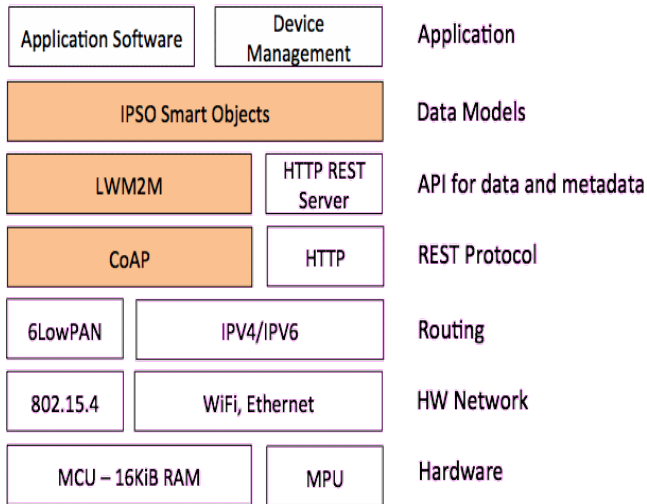 Application Software
Device
Management
Application
IPSO Smart Objects
Data Models
LWM2M
HTTP REST
Server
API for data and metadata
CoAP
HTTP
REST Protocol
6LowPAN
IPV4/IPV6
Routing
802.15.4
WiFi, Ethernet
HW Network
MCU – 16KiB RAM
MPU
Hardware